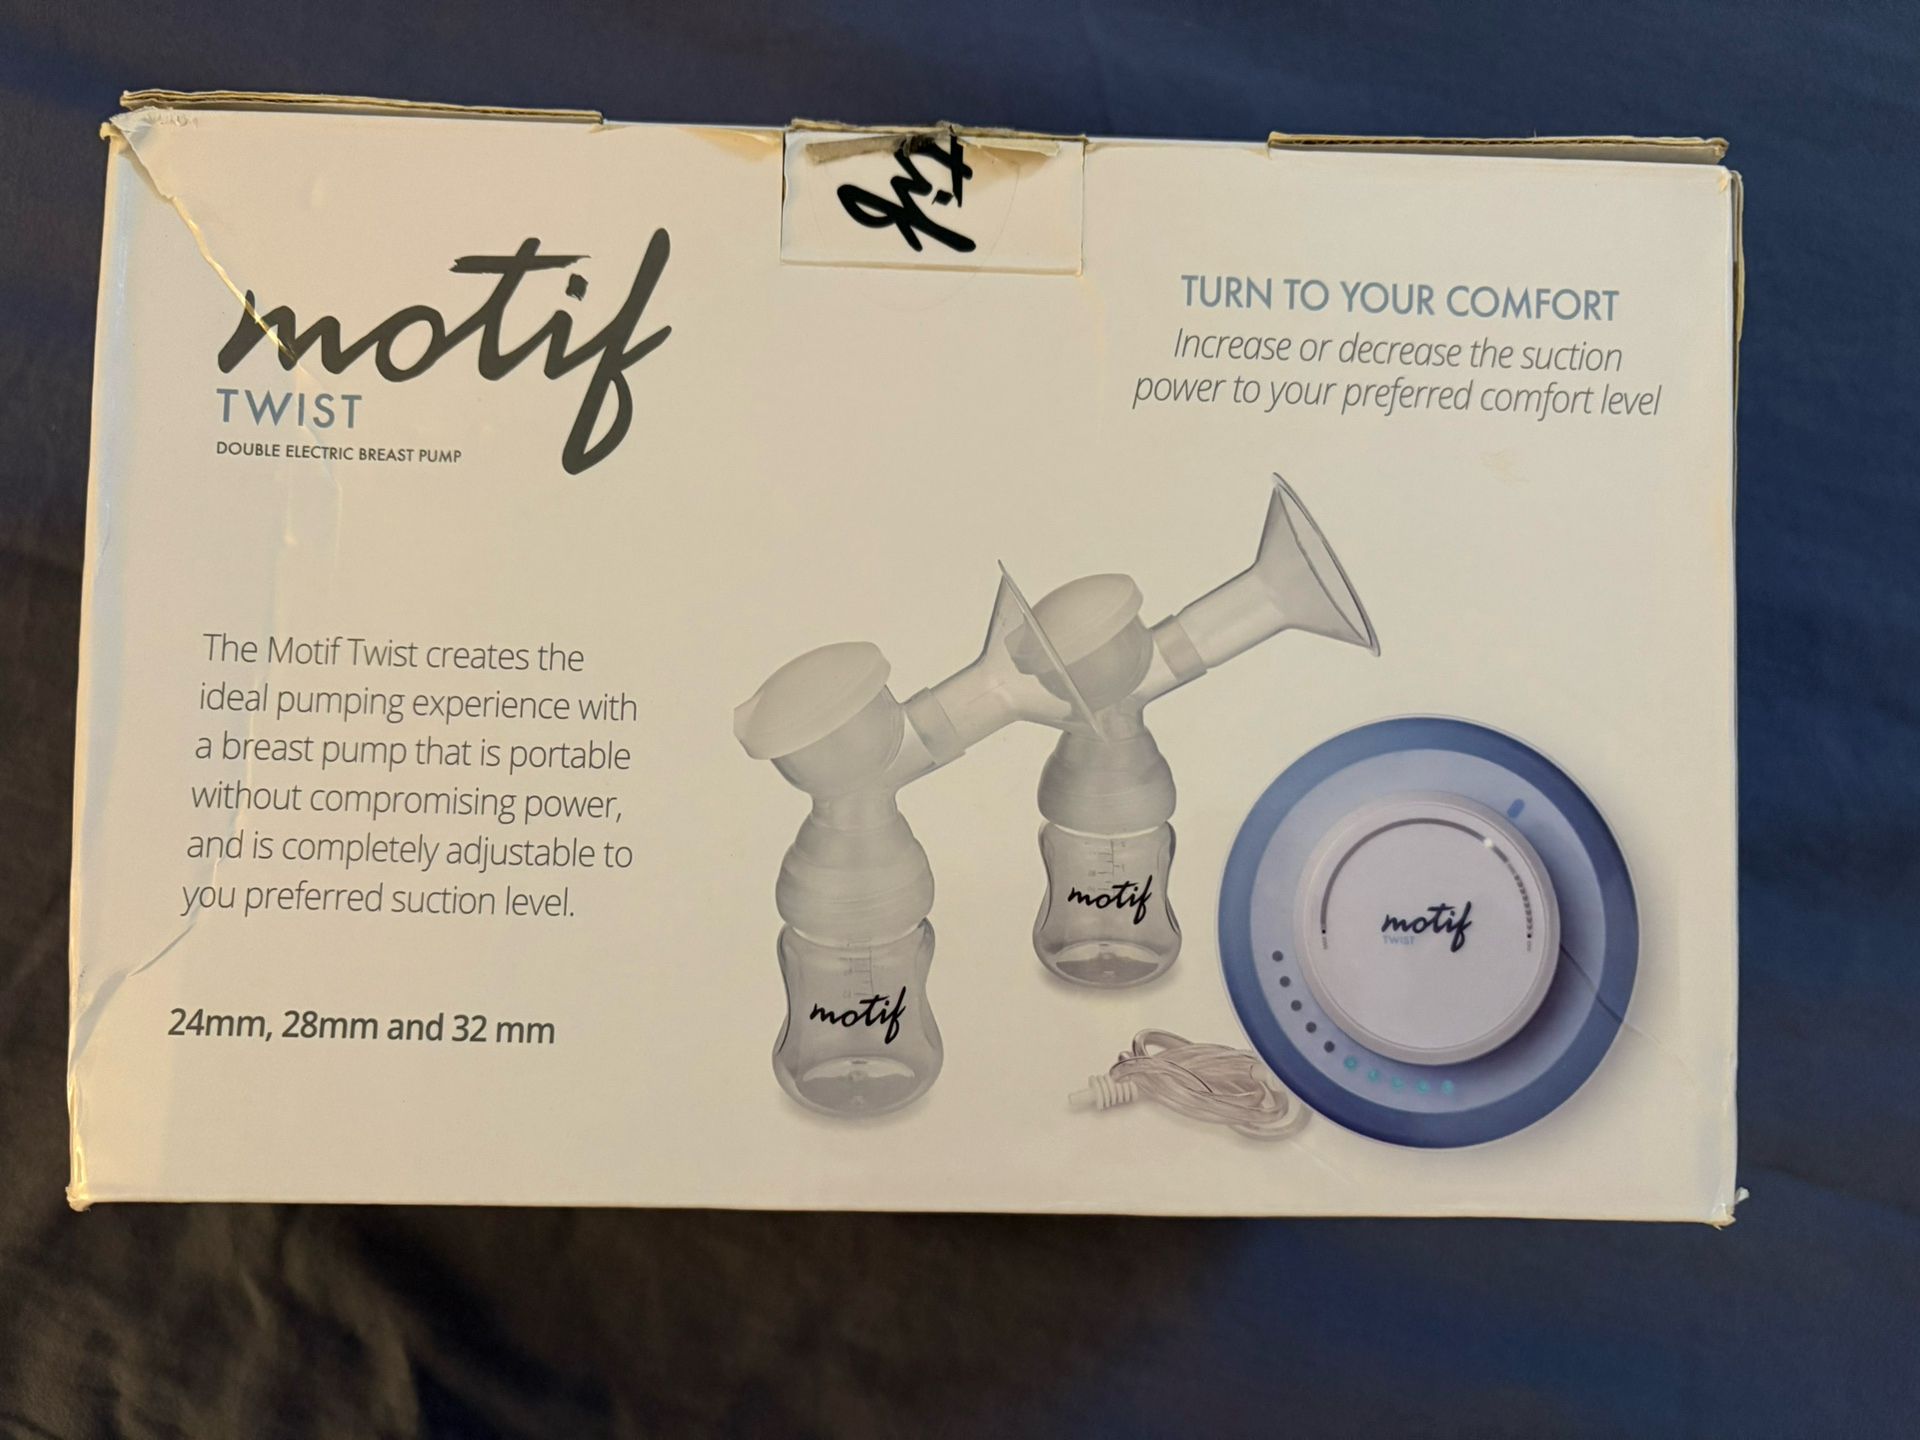 tif
motif
TWIST
DOUBLE ELECTRIC BREAST PUMP
TURN TO YOUR COMFORT
Increase or decrease the suction
power to your preferred comfort level
The Motif Twist creates the
ideal pumping experience with
a breast pump that is portable
without compromising power,
and is completely adjustable to
you preferred suction level.
24mm, 28mm and 32 mm
motif
motif
motif
TWIST